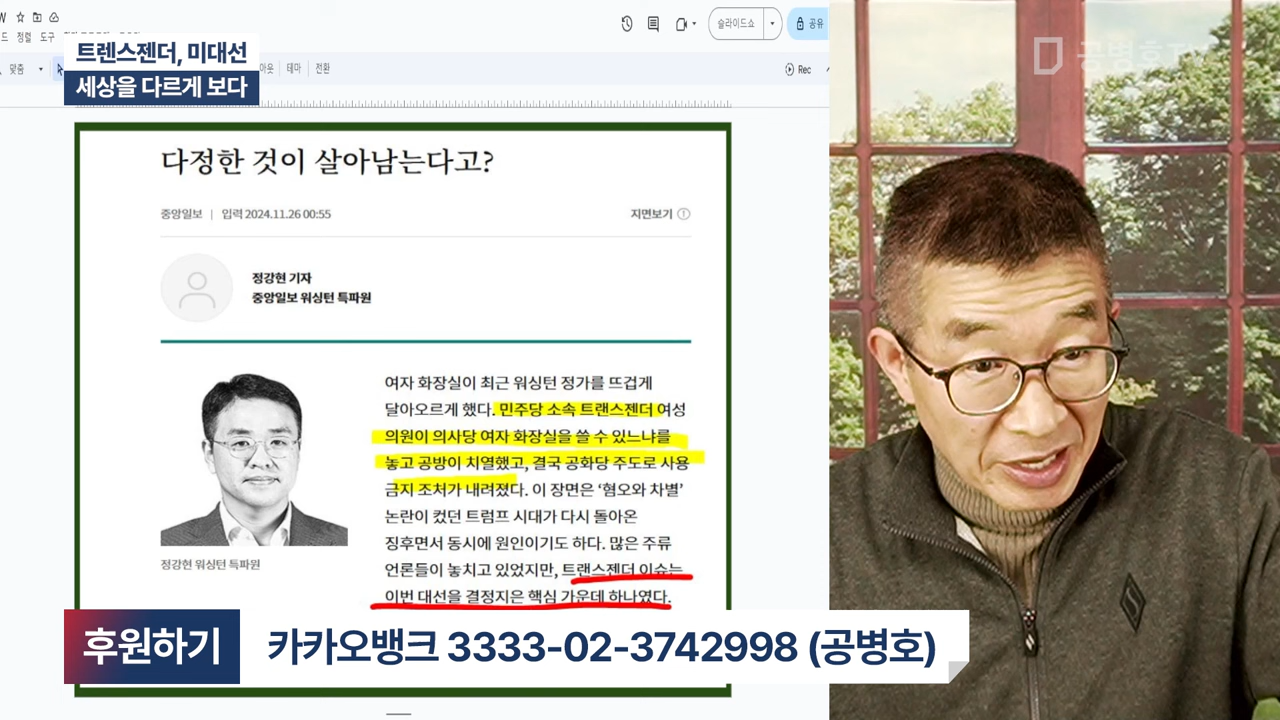 트렌스젠더, 미대선
세상을 다르게 보다
정렬 도구
슬라이드쇼
공유
맞춤
테마 전환
Rec
공병호TV
다정한 것이 살아남는다고?
중앙일보 | 입력 2024.11.26 00:55
지면보기
정강현 기자
중앙일보 워싱턴 특파원
여자 화장실이 최근 워싱턴 정가를 뜨겁게
달아오르게 했다. 민주당 소속 트랜스젠더 여성
의원이 의사당 여자 화장실을 쓸 수 있느냐를
놓고 공방이 치열했고, 결국 공화당 주도로 사용
금지 조처가 내려졌다. 이 장면은 ‘혐오와 차별’
논란이 컸던 트럼프 시대가 다시 돌아온
징후면서 동시에 원인이기도 하다. 많은 주류
언론들이 놓치고 있었지만, 트랜스젠더 이슈는
이번 대선을 결정지은 핵심 가운데 하나였다.
정강현 워싱턴 특파원
후원하기
카카오뱅크 3333-02-3742998 (공병호)